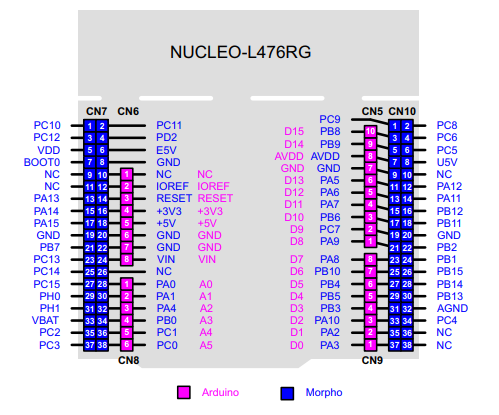 NUCLEO-L476RG
CN7 CN6 CN5 CN10
PC9
PC10 1 2 PC11 D15 PB8 10 1 2 PC8
PC12 3 4 PD2 D14 PB9 9 3 4 PC6
VDD 5 6 E5V AVDD AVDD 8 5 6 PC5
BOOT0 7 8 GND GND GND 7 7 8 U5V
NC 9 10 1 NC NC D13 PA5 6 9 10 NC
NC 11 12 2 IOREF IOREF D12 PA6 5 11 12 PA12
PA13 13 14 3 RESET RESET D11 PA7 4 13 14 PA11
PA14 15 16 4 +3V3 +3V3 D10 PB6 3 15 16 PB12
PA15 17 18 5 +5V +5V D9 PC7 2 17 18 PB11
GND 19 20 6 GND GND D8 PA9 1 19 20 GND
PB7 21 22 7 GND GND 21 22 PB2
PC13 23 24 8 VIN VIN D7 PA8 8 23 24 PB1
PC14 25 26 NC D6 PB10 7 25 26 PB15
PC15 27 28 1 PA0 A0 D5 PB4 6 27 28 PB14
PH0 29 30 2 PA1 A1 D4 PB5 5 29 30 PB13
PH1 31 32 3 PA4 A2 D3 PB3 4 31 32 AGND
VBAT 33 34 4 PB0 A3 D2 PA10 3 33 34 PC4
PC2 35 36 5 PC1 A4 D1 PA2 2 35 36 NC
PC3 37 38 6 PC0 A5 D0 PA3 1 37 38 NC
CN8 CN9
Arduino Morpho